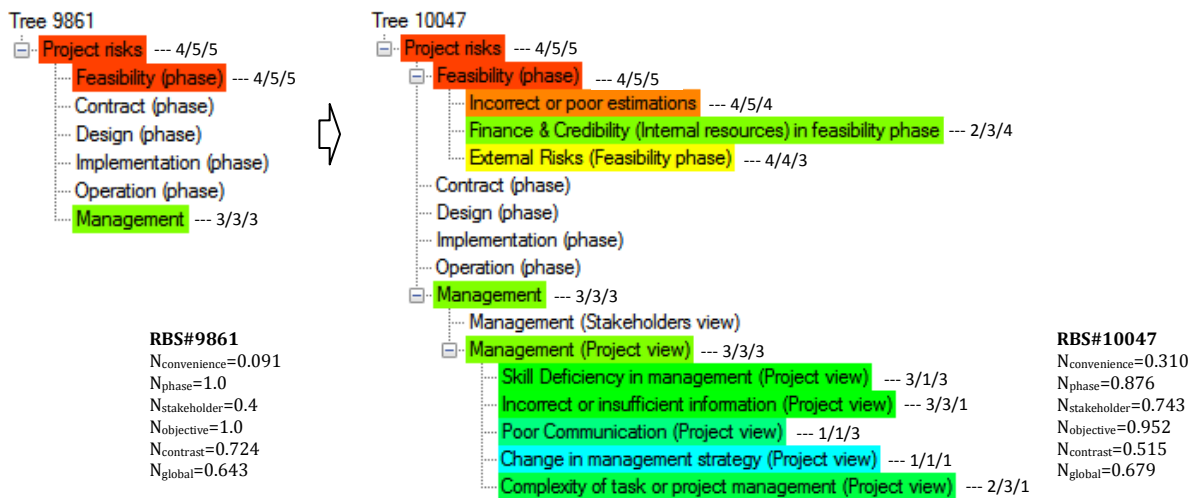 Tree 9861
Project risks --- 4/5/5
Feasibility (phase) --- 4/5/5
Contract (phase)
Design (phase)
Implementation (phase)
Operation (phase)
Management --- 3/3/3
RBS#9861
Nconvenience=0.091
Nphase=1.0
Nstakeholder=0.4
Nobjective=1.0
Ncontrast=0.724
Nglobal=0.643
Tree 10047
Project risks --- 4/5/5
Feasibility (phase) --- 4/5/5
Incorrect or poor estimations --- 4/5/4
Finance & Credibility (Internal resources) in feasibility phase --- 2/3/4
External Risks (Feasibility phase) --- 4/4/3
Contract (phase)
Design (phase)
Implementation (phase)
Operation (phase)
Management --- 3/3/3
Management (Stakeholders view)
Management (Project view) --- 3/3/3
Skill Deficiency in management (Project view) --- 3/1/3
Incorrect or insufficient information (Project view) --- 3/3/1
Poor Communication (Project view) --- 1/1/3
Change in management strategy (Project view) --- 1/1/1
Complexity of task or project management (Project view) --- 2/3/1
RBS#10047
Nconvenience=0.310
Nphase=0.876
Nstakeholder=0.743
Nobjective=0.952
Ncontrast=0.515
Nglobal=0.679